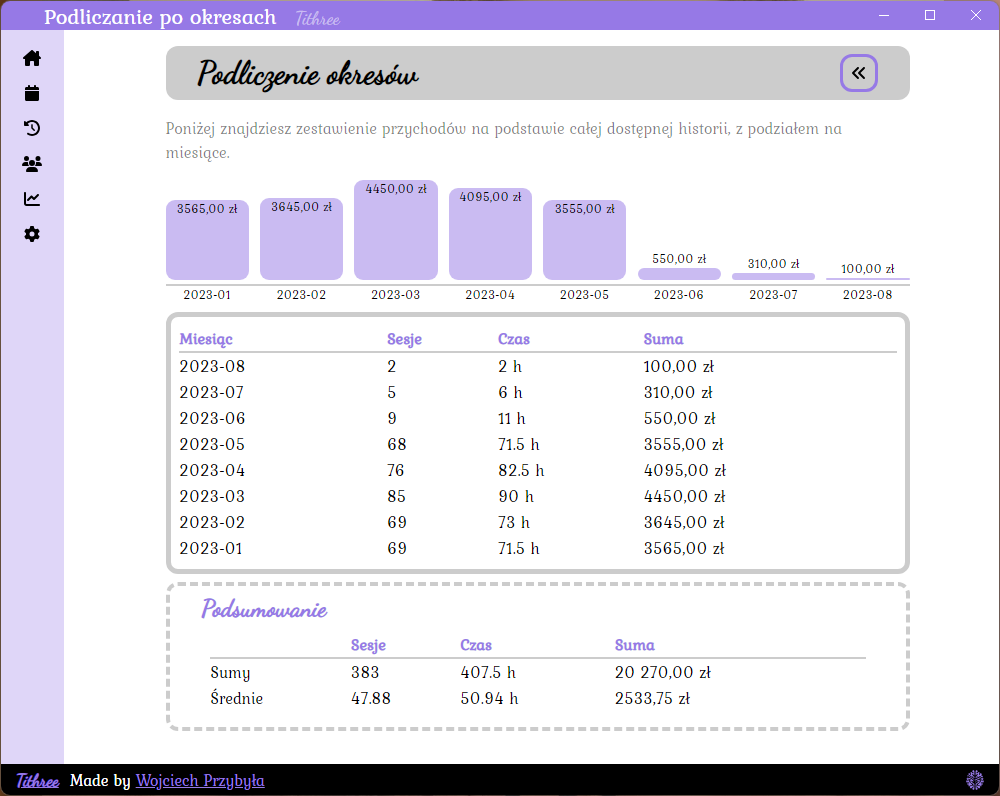 Podliczanie po okresach Tithree
Podliczenie okresów
Poniżej znajdziesz zestawienie przychodów na podstawie całej dostępnej historii, z podziałem na
miesiące.
3565,00 zł 3645,00 zł 4450,00 zł 4095,00 zł 3555,00 zł 550,00 zł 310,00 zł 100,00 zł
2023-01 2023-02 2023-03 2023-04 2023-05 2023-06 2023-07 2023-08
Miesiąc Sesje Czas Suma
2023-08 2 2 h 100,00 zł
2023-07 5 6 h 310,00 zł
2023-06 9 11 h 550,00 zł
2023-05 68 71.5 h 3555,00 zł
2023-04 76 82.5 h 4095,00 zł
2023-03 85 90 h 4450,00 zł
2023-02 69 73 h 3645,00 zł
2023-01 69 71.5 h 3565,00 zł
Podsumowanie
Sesje Czas Suma
Sumy 383 407.5 h 20 270,00 zł
Średnie 47.88 50.94 h 2533,75 zł
Tithree Made by Wojciech Przybyła